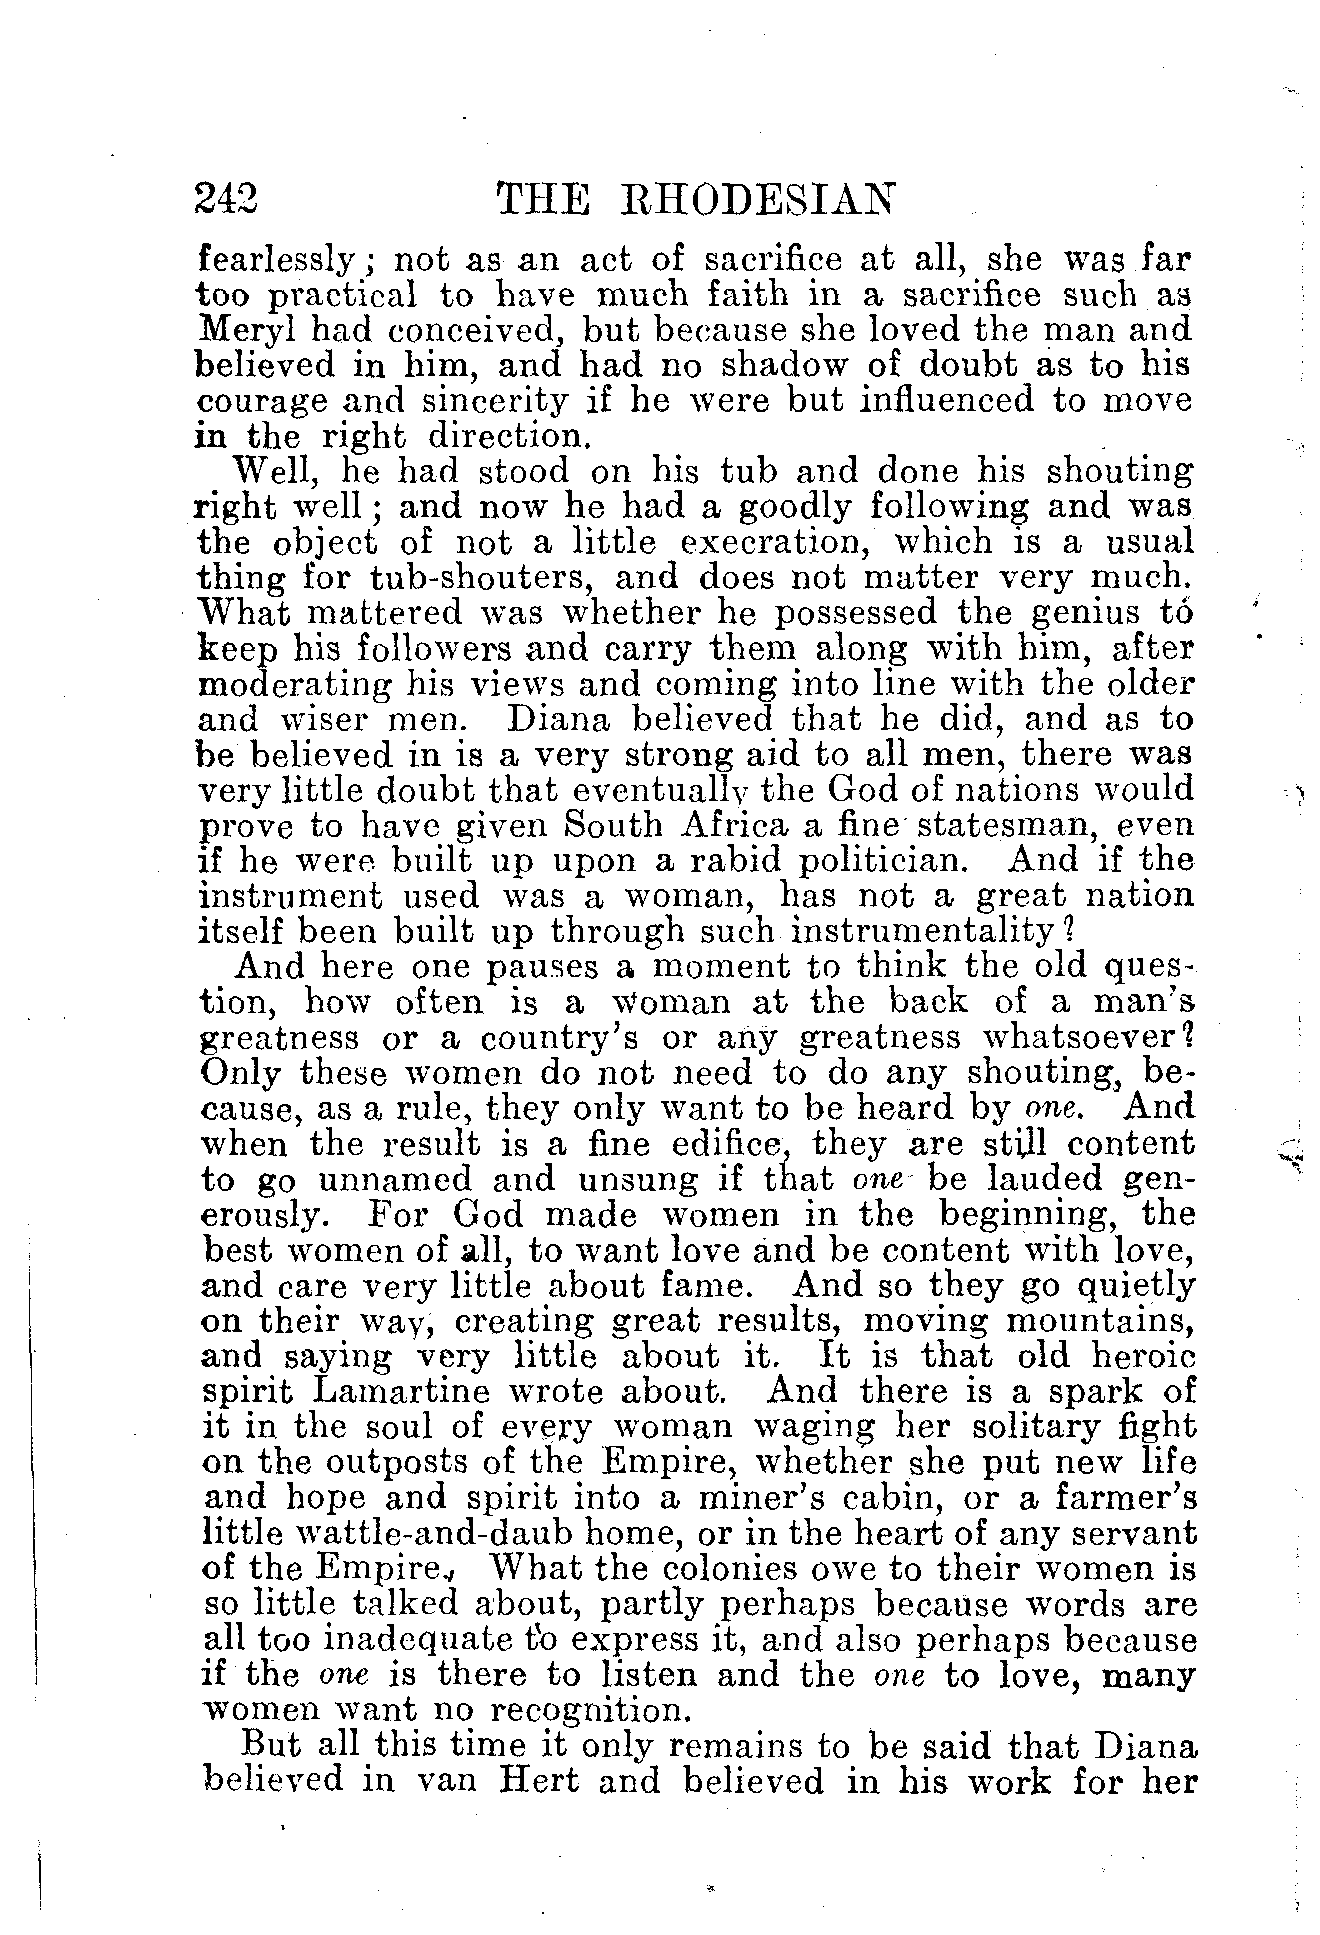 242 THE RHODESIAN
fearlessly; not as an act of sacrifice at all, she was far
too practical to have much faith in a sacrifice such as
Meryl had conceived, but because she loved the man and
believed in him, and had no shadow of doubt as to his
courage and sincerity if he were but influenced to move
in the right direction.
Well, he had stood on his tub and done his shouting
right well; and now he had a goodly following and was
the object of not a little execration, which is a usual
thing for tub-shouters, and does not matter very much.
What mattered was whether he possessed the genius to
keep his followers and carry them along with him, after
moderating his views and coming into line with the older
and wiser men. Diana believed that he did, and as to
be believed in is a very strong aid to all men, there was
very little doubt that eventually the God of nations would
prove to have given South Africa a fine statesman, even
if he were built up upon a rabid politician. And if the
instrument used was a woman, has not a great nation
itself been built up through such instrumentality?
And here one pauses a moment to think the old ques-
tion, how often is a woman at the back of a man's
greatness or a country's or any greatness whatsoever?
Only these women do not need to do any shouting, be-
cause, as a rule, they only want to be heard by one. And
when the result is a fine edifice, they are still content
to go unnamed and unsung if that one be lauded gen-
erously. For God made women in the beginning, the
best women of all, to want love and be content with love,
and care very little about fame. And so they go quietly
on their way, creating great results, moving mountains,
and saying very little about it. It is that old heroic
spirit Lamartine wrote about. And there is a spark of
it in the soul of every woman waging her solitary fight
on the outposts of the Empire, whether she put new life
and hope and spirit into a miner's cabin, or a farmer's
little wattle-and-daub home, or in the heart of any servant
of the Empire. What the colonies owe to their women is
so little talked about, partly perhaps because words are
all too inadequate to express it, and also perhaps because
if the one is there to listen and the one to love, many
women want no recognition.
But all this time it only remains to be said that Diana
believed in van Hert and believed in his work for her